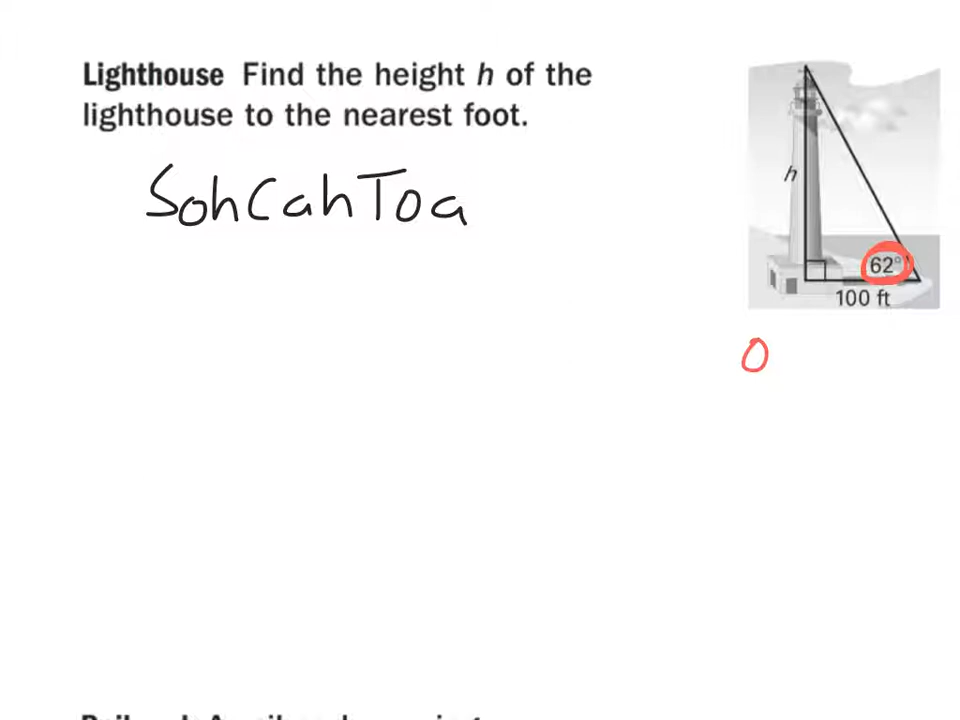 Lighthouse Find the height h of the
lighthouse to the nearest foot.
SohCahToa
h
62°
100 ft
O